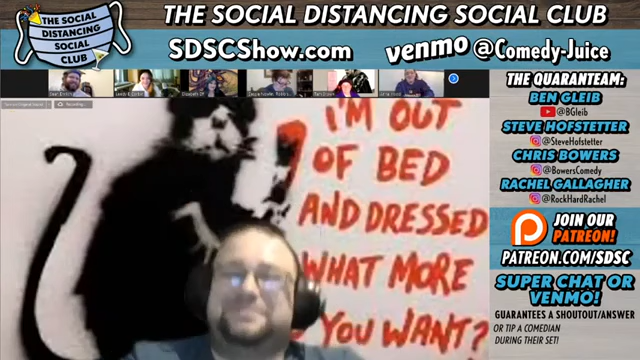 THE SOCIAL
DISTANCING
SOCIAL
CLUB
THE SOCIAL DISTANCING SOCIAL CLUB
SDSCShow.com
venmo @Comedy-Juice
I'M OUT
OF BED
AND DRESSED
WHAT MORE
YOU WANT?
THE QUARANTEAM:
BEN GLEIB
@BGleib
STEVE HOFSTETTER
@SteveHofstetter
CHRIS BOWERS
@BowersComedy
RACHEL GALLAGHER
@RockHardRachel
JOIN OUR
PATREON!
PATREON.COM/SDSC
SUPER CHAT OR
VENMO!
GUARANTEES A SHOUTOUT/ANSWER
OR TIP A COMEDIAN
DURING THEIR SET!